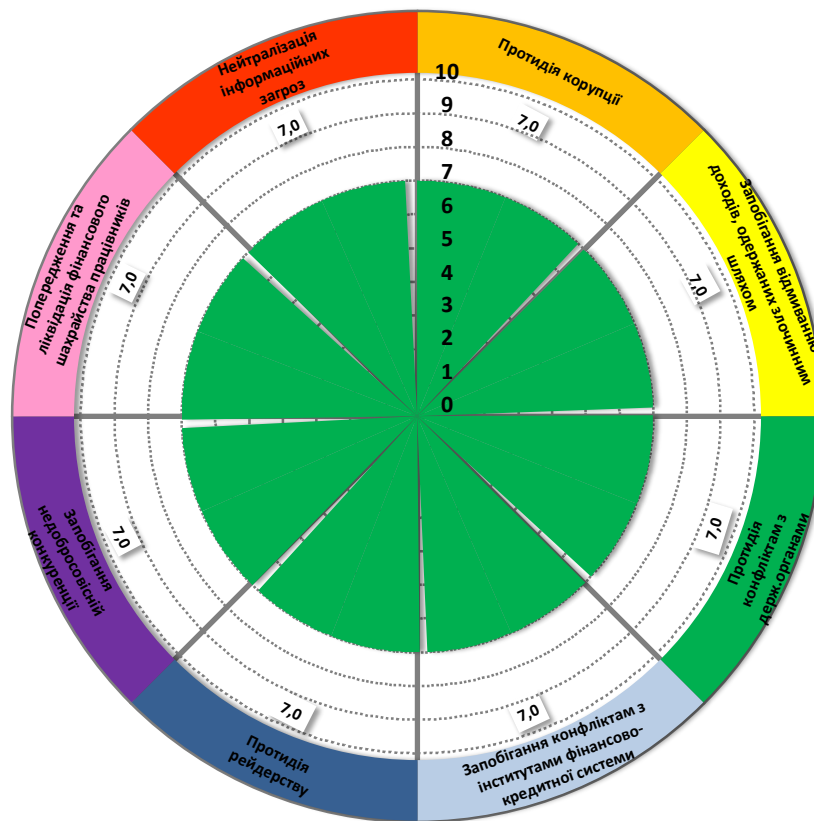 Нейтралізація
інформаційних
загроз
7,0
Протидія корупції
7,0
Запобігання відмиванню
доходів, одержаних злочинним
шляхом
7,0
Протидія
конфліктам з
держ.органами
7,0
Запобігання конфліктам з
інститутами фінансово-
кредитної системи
7,0
Протидія
рейдерству
7,0
Запобігання
недобросовісній
конкуренції
7,0
Попередження та
ліквідація фінансового
шахрайства працівників
7,0
10
9
8
7
6
5
4
3
2
1
0